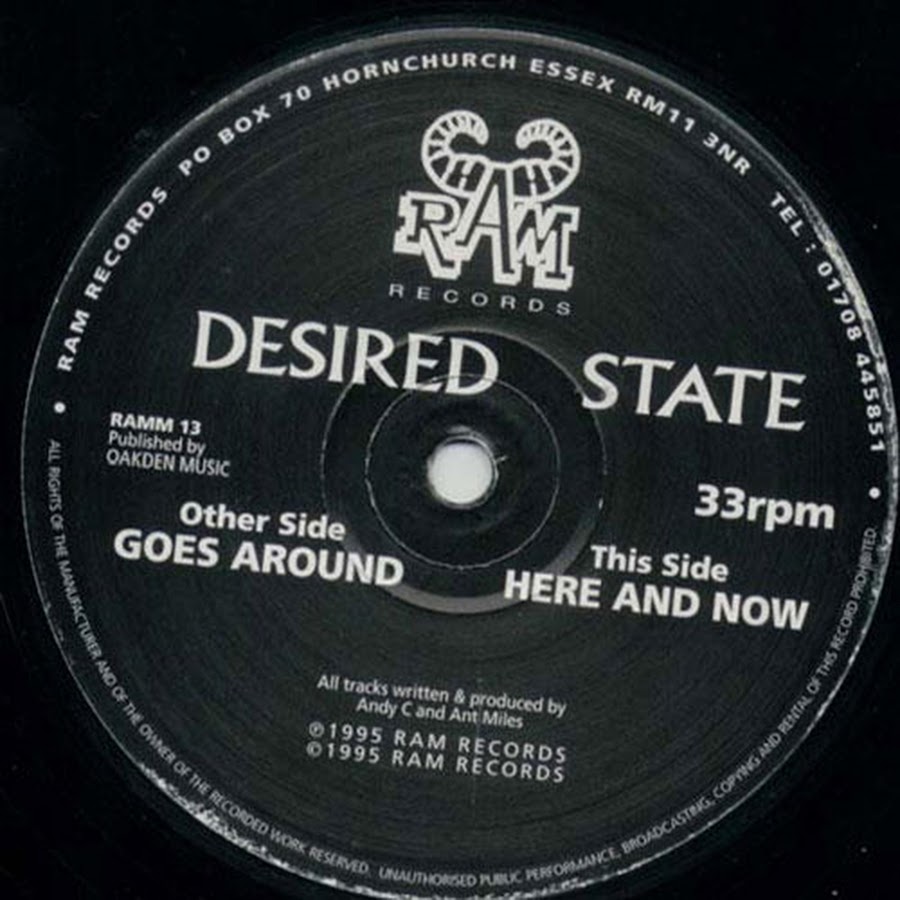 RAM RECORDS PO BOX 70 HORNCHURCH ESSEX RM11 3NR TEL : 01708 445851
RAM
RECORDS
DESIRED STATE
RAMM 13
Published by
OAKDEN MUSIC
33rpm
Other Side
GOES AROUND
This Side
HERE AND NOW
All tracks written & produced by
Andy C and Ant Miles
℗1995 RAM RECORDS
©1995 RAM RECORDS
ALL RIGHTS OF THE MANUFACTURER AND OF THE OWNER OF THE RECORDED WORK RESERVED. UNAUTHORISED PUBLIC PERFORMANCE, BROADCASTING, COPYING AND RENTAL OF THIS RECORD PROHIBITED.